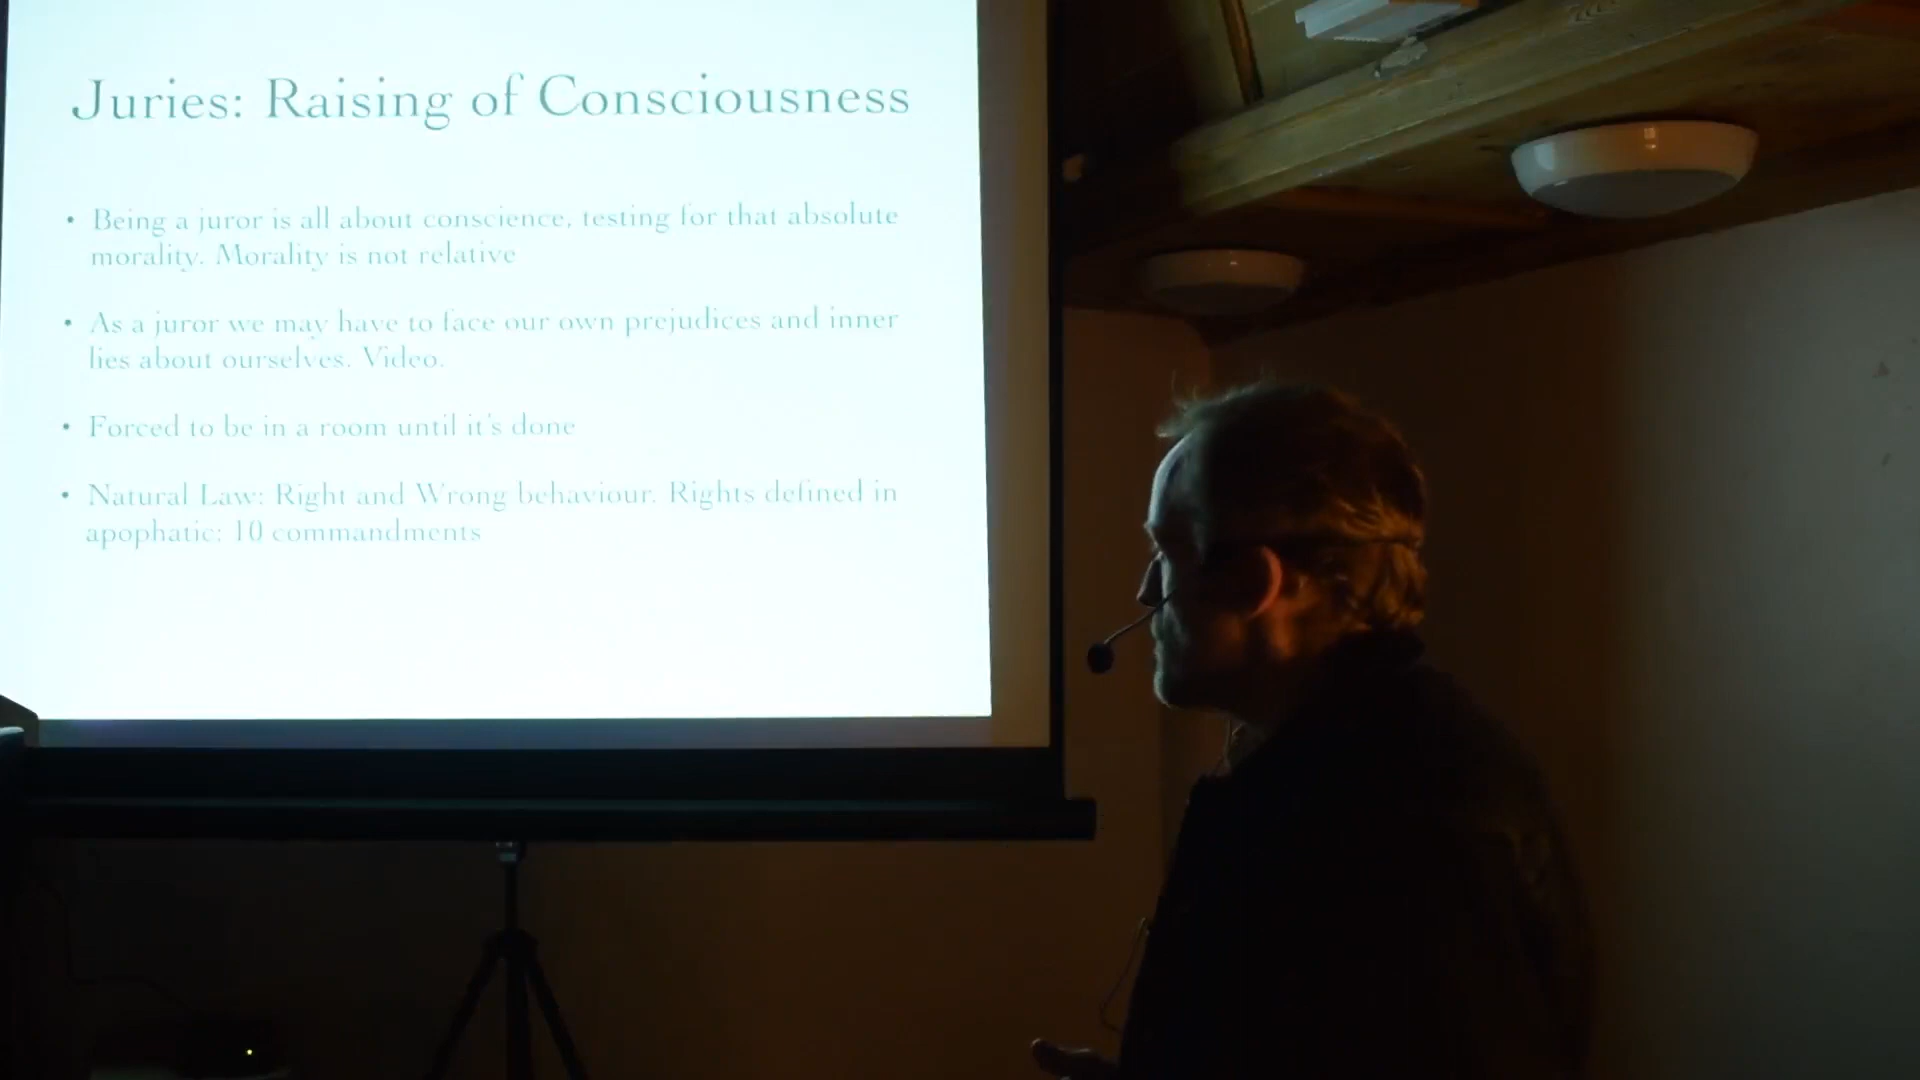 Juries: Raising of Consciousness
• Being a juror is all about conscience, testing for that absolute
morality. Morality is not relative
• As a juror we may have to face our own prejudices and inner
lies about ourselves. Video.
• Forced to be in a room until it's done
• Natural Law: Right and Wrong behaviour. Rights defined in
apophatic: 10 commandments